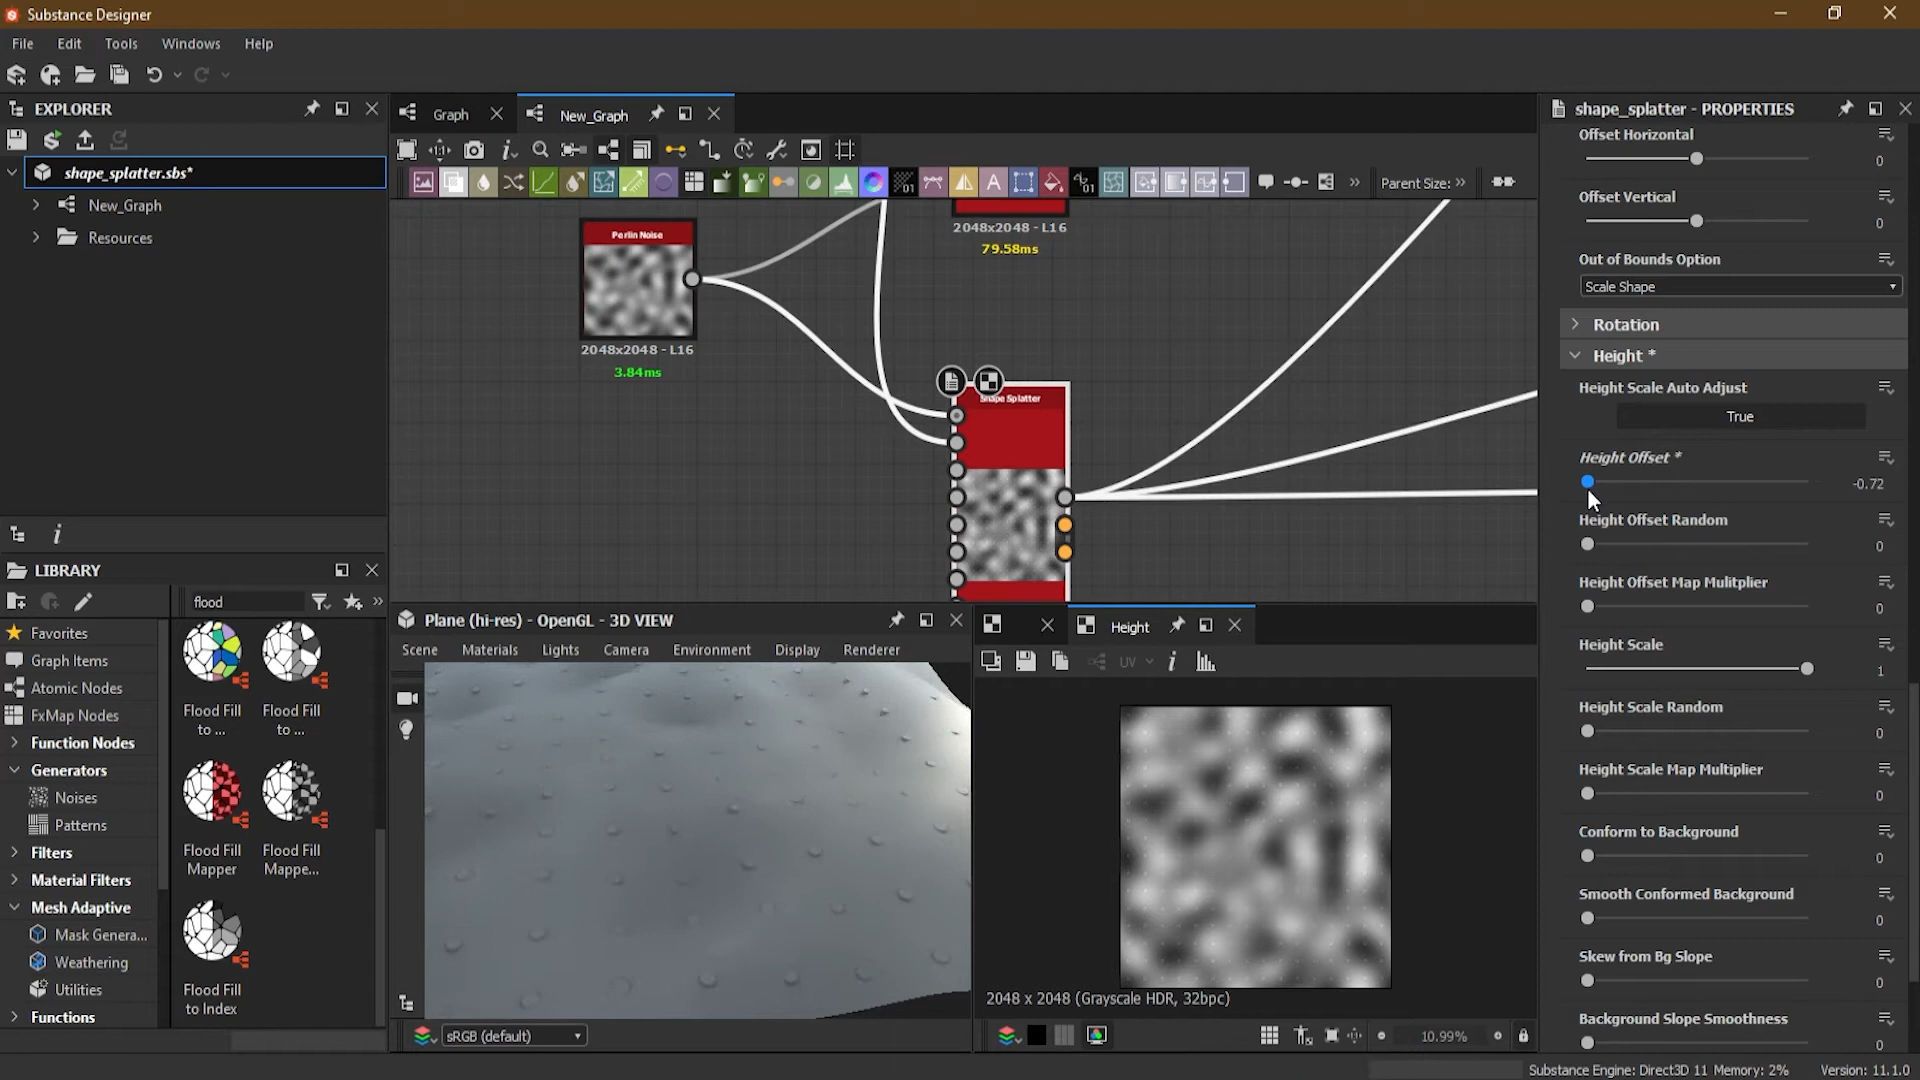 Substance Designer
File Edit Tools Windows Help
EXPLORER
shape_splatter.sbs*
New_Graph
Resources
LIBRARY
flood
Favorites
Graph Items
Atomic Nodes
FxMap Nodes
Function Nodes
Generators
Noises
Patterns
Filters
Material Filters
Mesh Adaptive
Mask Genera...
Weathering
Utilities
Functions
Flood Fill to ...
Flood Fill to ...
Flood Fill Mapper
Flood Fill Mappe...
Flood Fill to Index
Graph
New_Graph
Parent Size:
Perlin Noise
2048x2048 - L16
3.84ms
2048x2048 - L16
79.58ms
Shape Splatter
Plane (hi-res) - OpenGL - 3D VIEW
Scene Materials Lights Camera Environment Display Renderer
sRGB (default)
Height
UV
2048 x 2048 (Grayscale HDR, 32bpc)
10.99%
shape_splatter - PROPERTIES
Offset Horizontal
0
Offset Vertical
0
Out of Bounds Option
Scale Shape
Rotation
Height *
Height Scale Auto Adjust
True
Height Offset *
-0.72
Height Offset Random
0
Height Offset Map Mulitplier
0
Height Scale
1
Height Scale Random
0
Height Scale Map Multiplier
0
Conform to Background
0
Smooth Conformed Background
0
Skew from Bg Slope
0
Background Slope Smoothness
0
Substance Engine: Direct3D 11 Memory: 2% Version: 11.1.0